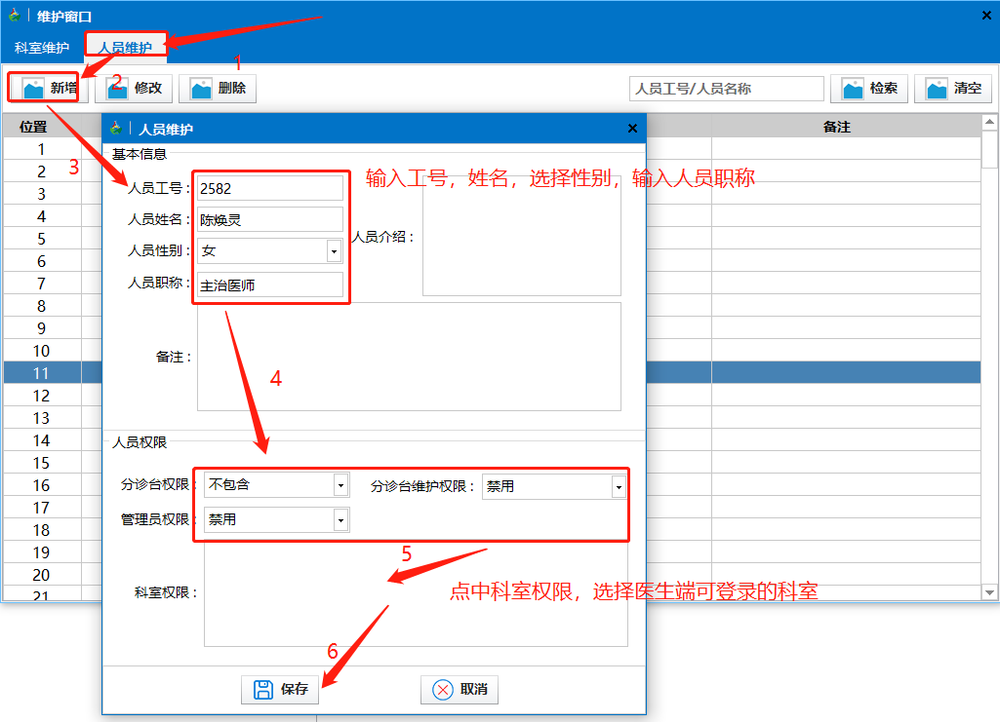 维护窗口
科室维护 人员维护
1
新增 2 修改 删除 人员工号/人员名称 检索 清空
位置 备注
人员维护
基本信息
1
2
3
3
4
5
6
7
8
9
10
11
12
13
14
15
16
17
18
19
20
21
输入工号，姓名，选择性别，输入人员职称
人员工号： 2582
人员姓名： 陈焕灵
人员介绍：
人员性别： 女
人员职称： 主治医师
备注：
4
人员权限
分诊台权限： 不包含 分诊台维护权限： 禁用
管理员权限： 禁用
5
科室权限： 点中科室权限，选择医生端可登录的科室
6
保存 取消